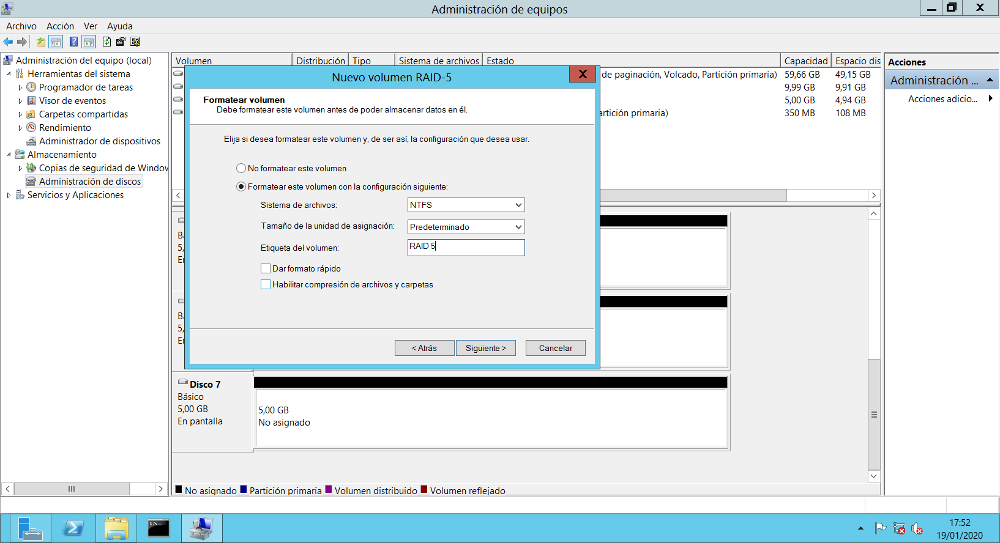 Administración de equipos
Archivo Acción Ver Ayuda
Administración del equipo (local)
Herramientas del sistema
Programador de tareas
Visor de eventos
Carpetas compartidas
Rendimiento
Administrador de dispositivos
Almacenamiento
Copias de seguridad de Window
Administración de discos
Servicios y Aplicaciones
Volumen Distribución Tipo Sistema de archivos Estado Capacidad Espacio dis
de paginación, Volcado, Partición primaria) 59,66 GB 49,15 GB
9,99 GB 9,91 GB
5,00 GB 4,94 GB
artición primaria) 350 MB 108 MB
Nuevo volumen RAID-5
Formatear volumen
Debe formatear este volumen antes de poder almacenar datos en él.
Elija si desea formatear este volumen y, de ser así, la configuración que desea usar.
No formatear este volumen
Formatear este volumen con la configuración siguiente:
Sistema de archivos: NTFS
Tamaño de la unidad de asignación: Predeterminado
Etiqueta del volumen: RAID 5
Dar formato rápido
Habilitar compresión de archivos y carpetas
< Atrás Siguiente > Cancelar
Bá
5,
En
Bá
5,
En
Disco 7
Básico
5,00 GB
En pantalla
5,00 GB
No asignado
No asignado Partición primaria Volumen distribuido Volumen reflejado
Acciones
Administración ...
Acciones adicio...
17:52
19/01/2020